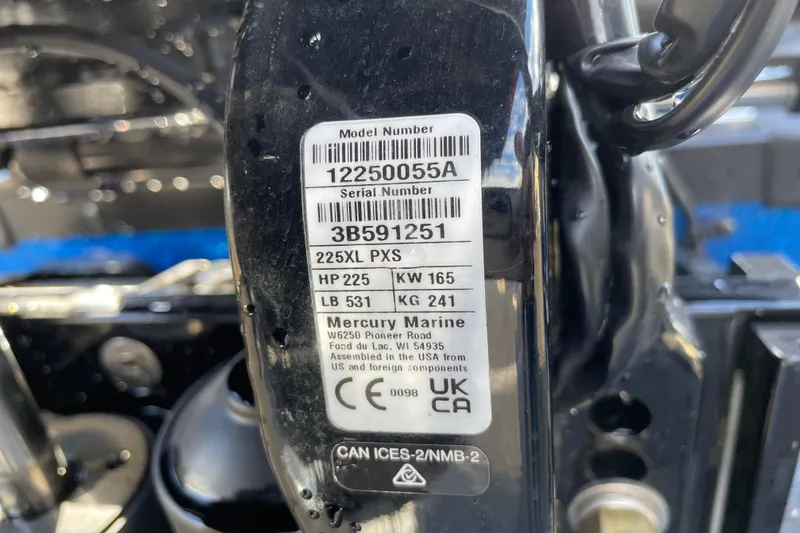 Model Number
12250055A
Serial Number
3B591251
225XL PXS
HP 225 KW 165
LB 531 KG 241
Mercury Marine
W6250 Pioneer Road
Fond du Lac, WI 54935
Assembled in the USA from
US and foreign components
CE 0098 UK
CA
CAN ICES-2/NMB-2